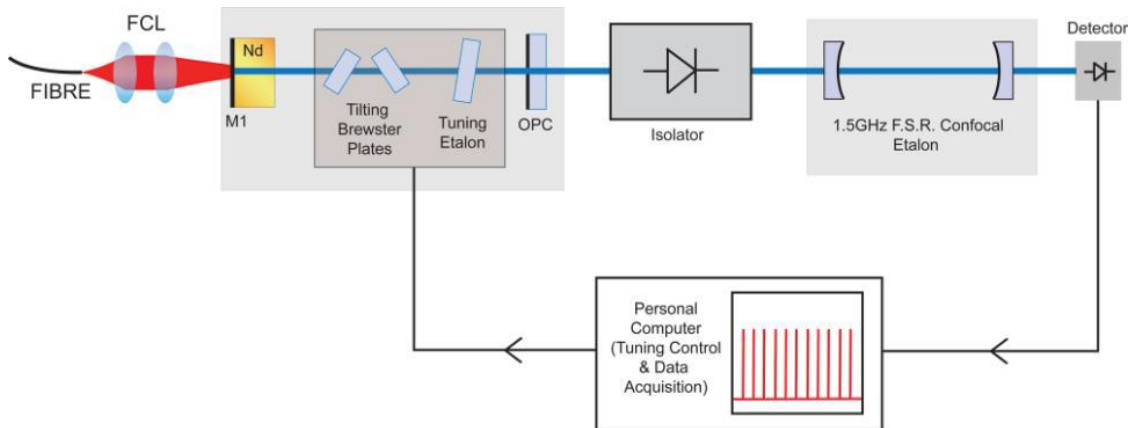 FCL
FIBRE
Nd
M1
Tilting
Brewster
Plates
Tuning
Etalon
OPC
Isolator
1.5GHz F.S.R. Confocal
Etalon
Detector
Personal
Computer
(Tuning Control
& Data
Acquisition)